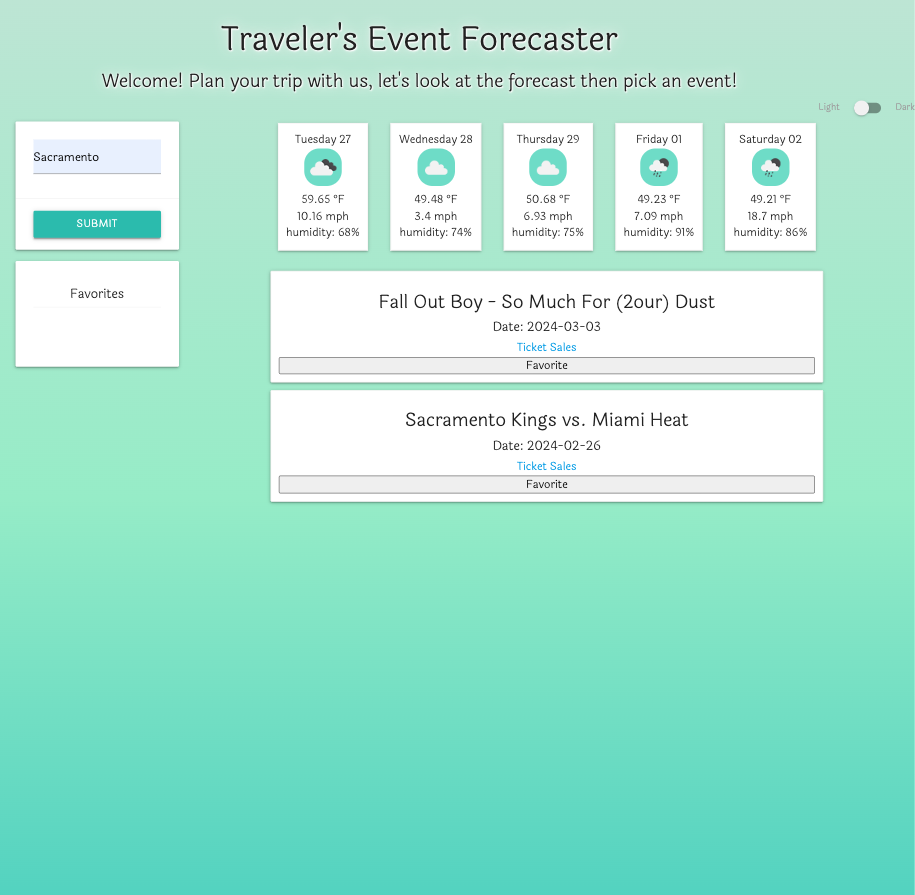 Traveler's Event Forecaster
Welcome! Plan your trip with us, let's look at the forecast then pick an event!
Light Dark
Sacramento
SUBMIT
Favorites
Tuesday 27
59.65 °F
10.16 mph
humidity: 68%
Wednesday 28
49.48 °F
3.4 mph
humidity: 74%
Thursday 29
50.68 °F
6.93 mph
humidity: 75%
Friday 01
49.23 °F
7.09 mph
humidity: 91%
Saturday 02
49.21 °F
18.7 mph
humidity: 86%
Fall Out Boy - So Much For (2our) Dust
Date: 2024-03-03
Ticket Sales
Favorite
Sacramento Kings vs. Miami Heat
Date: 2024-02-26
Ticket Sales
Favorite